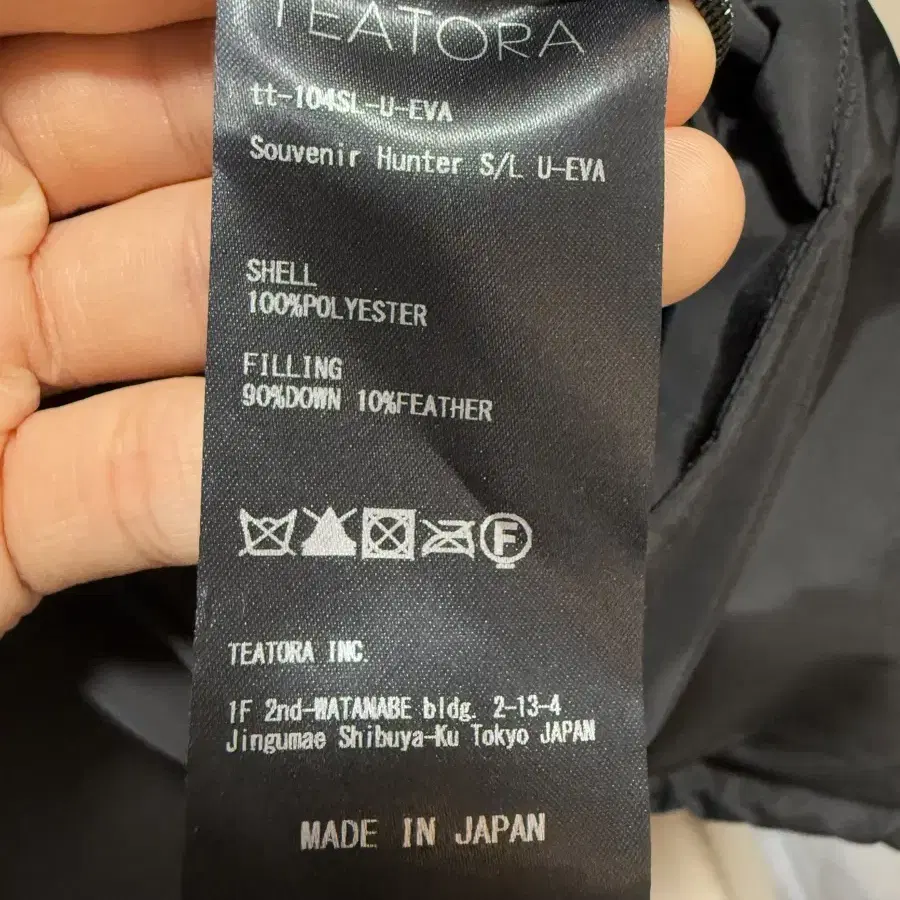 TEATORA
tt-104SL-U-EVA
Souvenir Hunter S/L U-EVA
SHELL
100%POLYESTER
FILLING
90%DOWN 10%FEATHER
F
TEATORA INC.
1F 2nd-WATANABE bldg. 2-13-4
Jingumae Shibuya-Ku Tokyo JAPAN
MADE IN JAPAN